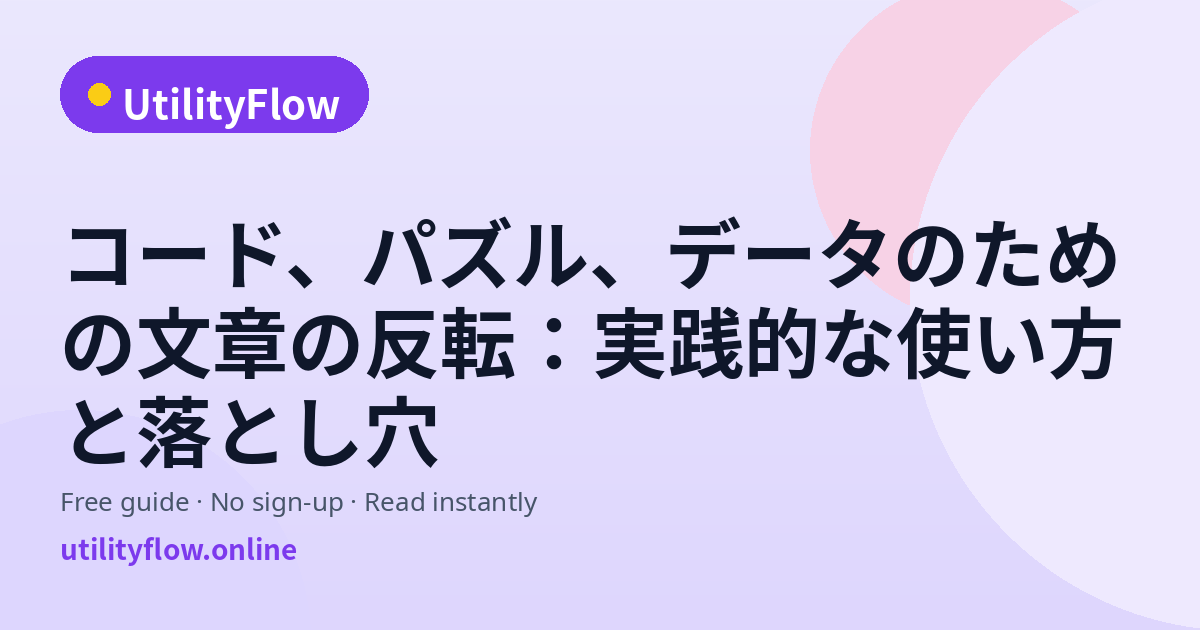 UtilityFlow
コード、パズル、データのため
の文章の反転：実践的な使い方
と落とし穴
Free guide · No sign-up · Read instantly
utilityflow.online